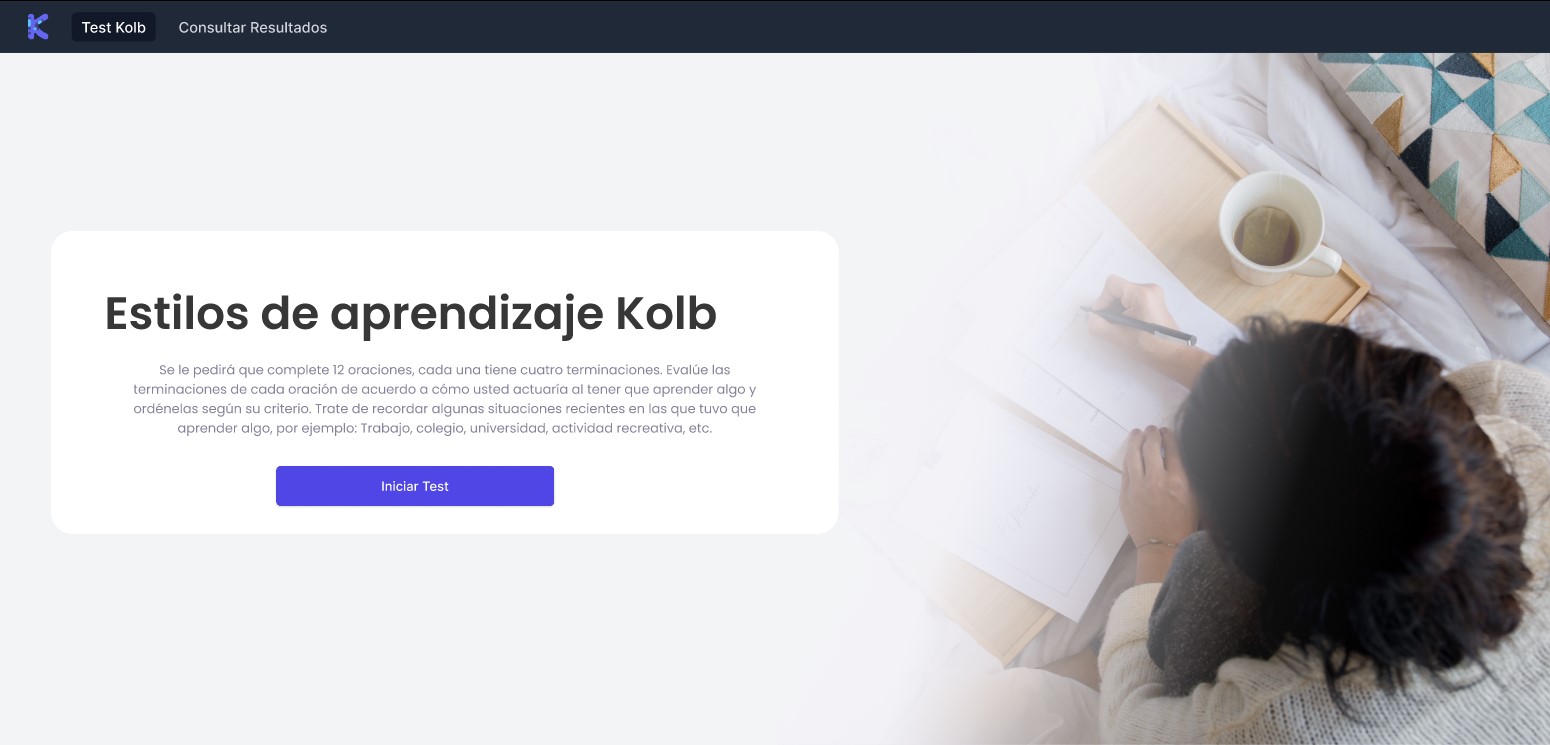 Test Kolb Consultar Resultados
Estilos de aprendizaje Kolb
Se le pedirá que complete 12 oraciones, cada una tiene cuatro terminaciones. Evalúe las
terminaciones de cada oración de acuerdo a cómo usted actuaría al tener que aprender algo y
ordénelas según su criterio. Trate de recordar algunas situaciones recientes en las que tuvo que
aprender algo, por ejemplo: Trabajo, colegio, universidad, actividad recreativa, etc.
Iniciar Test